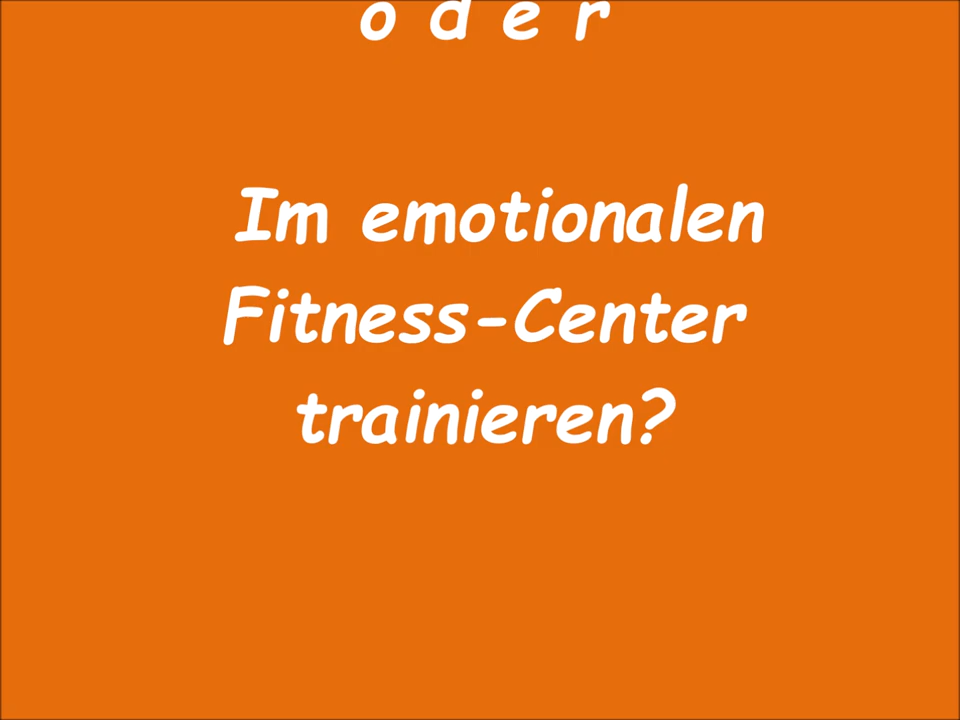 o d e r
Im emotionalen
Fitness-Center
trainieren?